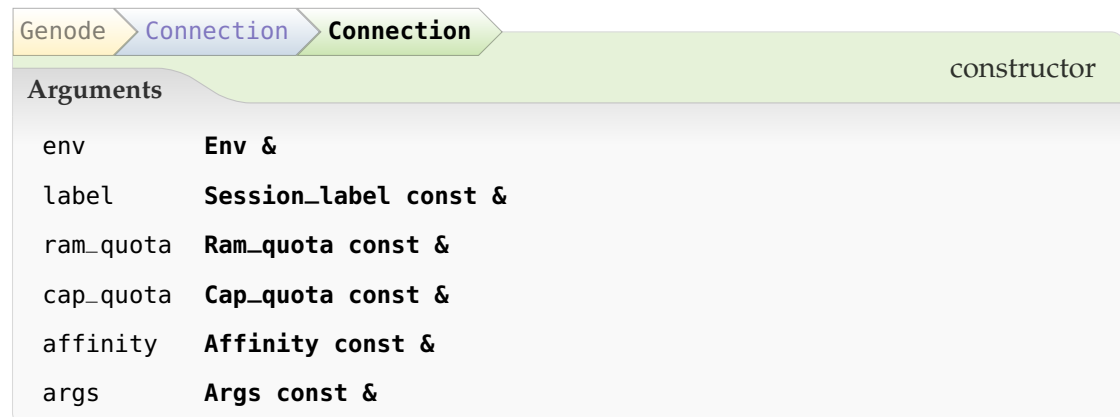 Genode Connection Connection
constructor
Arguments
env Env &
label Session_label const &
ram_quota Ram_quota const &
cap_quota Cap_quota const &
affinity Affinity const &
args Args const &